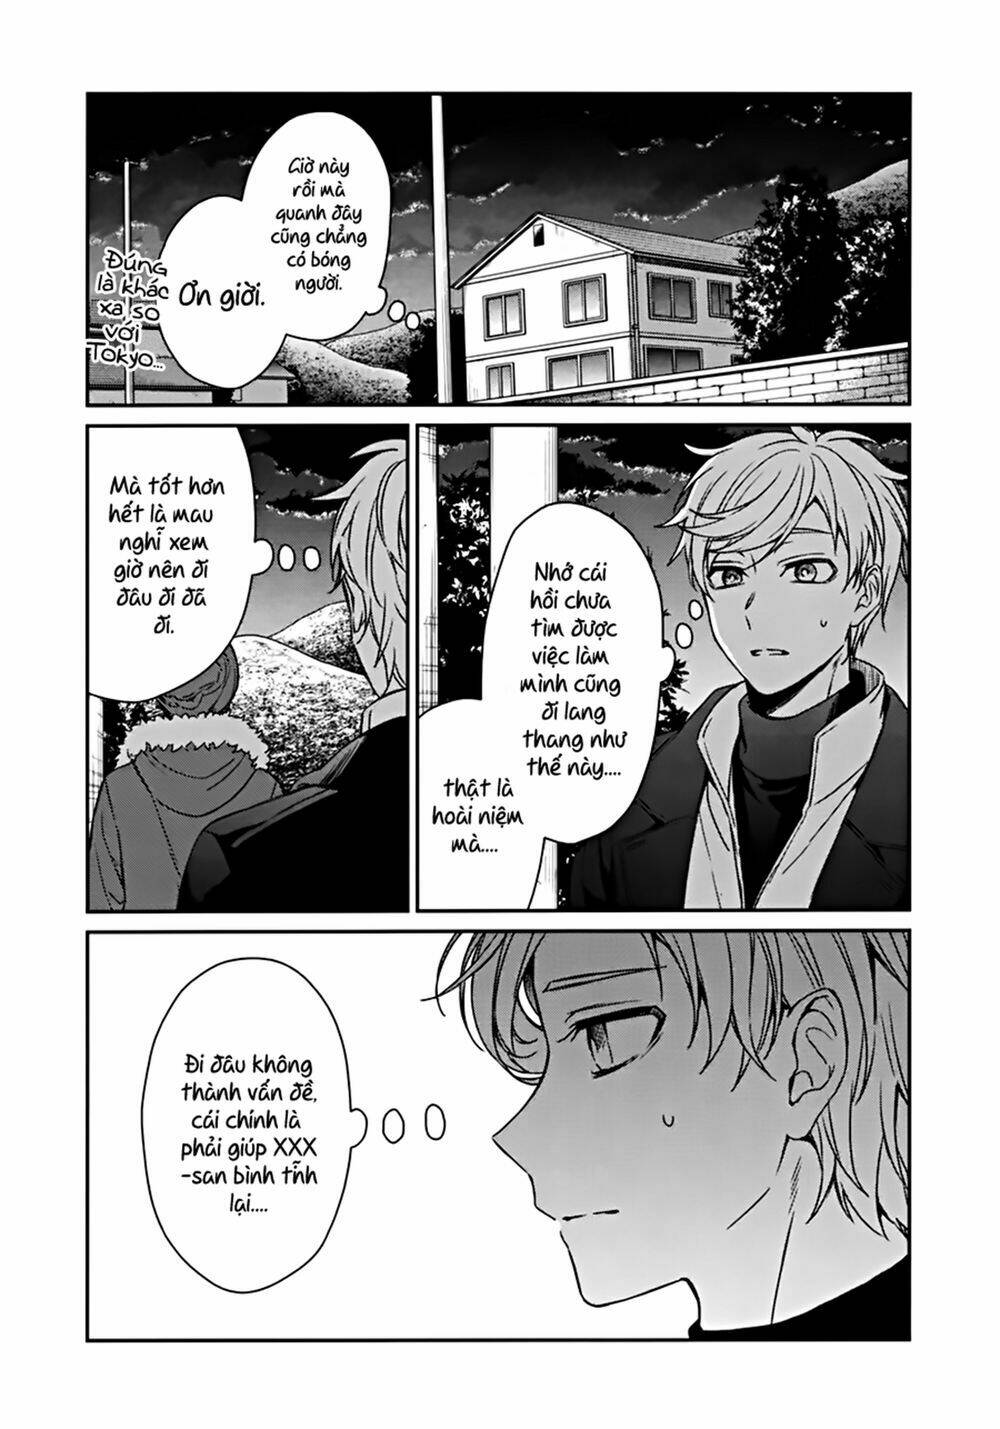 Giờ này
rồi mà
quanh đây
cũng chẳng
có bóng
người.
Ơn giời.
Đúng
là khác
xa so
với
Tokyo...
Nhớ cái
hồi chưa
tìm được
việc làm
mình cũng
đi lang
thang như
thế này....
thật là
hoài niệm
mà....
Mà tốt hơn
hết là mau
nghĩ xem
giờ nên đi
đâu đi đã
đi.
Đi đâu không
thành vấn đề,
cái chính là
phải giúp XXX
-san bình tĩnh
lại....